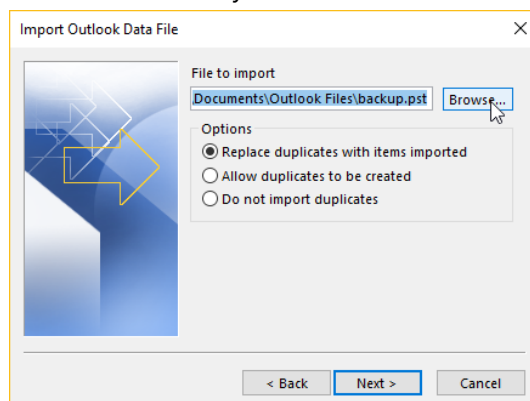 Import Outlook Data File
File to import
Documents\Outlook Files\backup.pst
Browse...
Options
Replace duplicates with items imported
Allow duplicates to be created
Do not import duplicates
< Back
Next >
Cancel